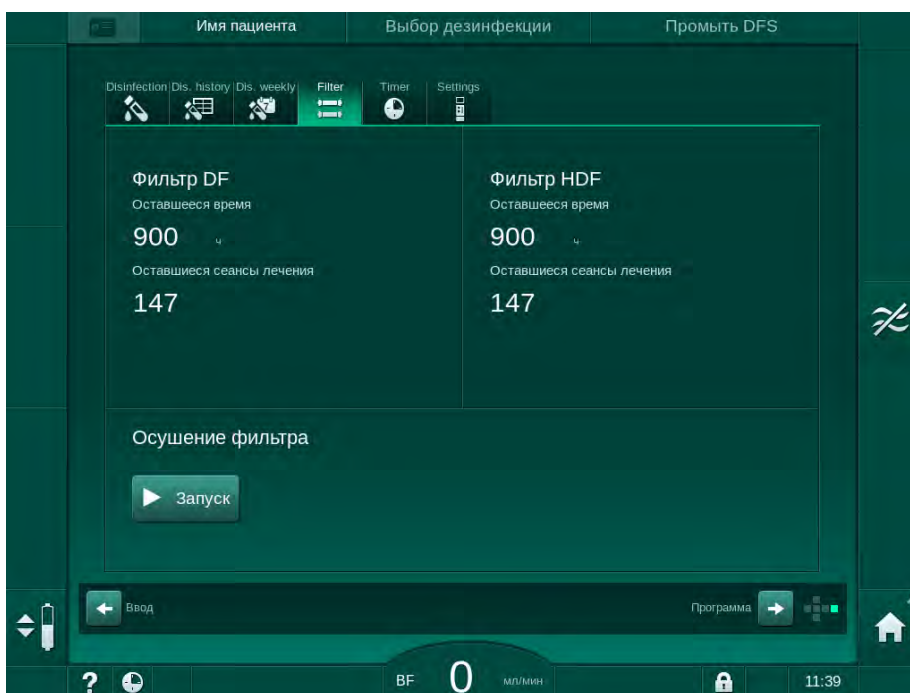 Имя пациента Выбор дезинфекции Промыть DFS
Disinfection Dis. history Dis. weekly Filter Timer Settings
Фильтр DF Фильтр HDF
Оставшееся время Оставшееся время
900 ч 900 ч
Оставшиеся сеансы лечения Оставшиеся сеансы лечения
147 147
Осушение фильтра
Запуск
Ввод Программа
? BF 0 мл/мин 11:39